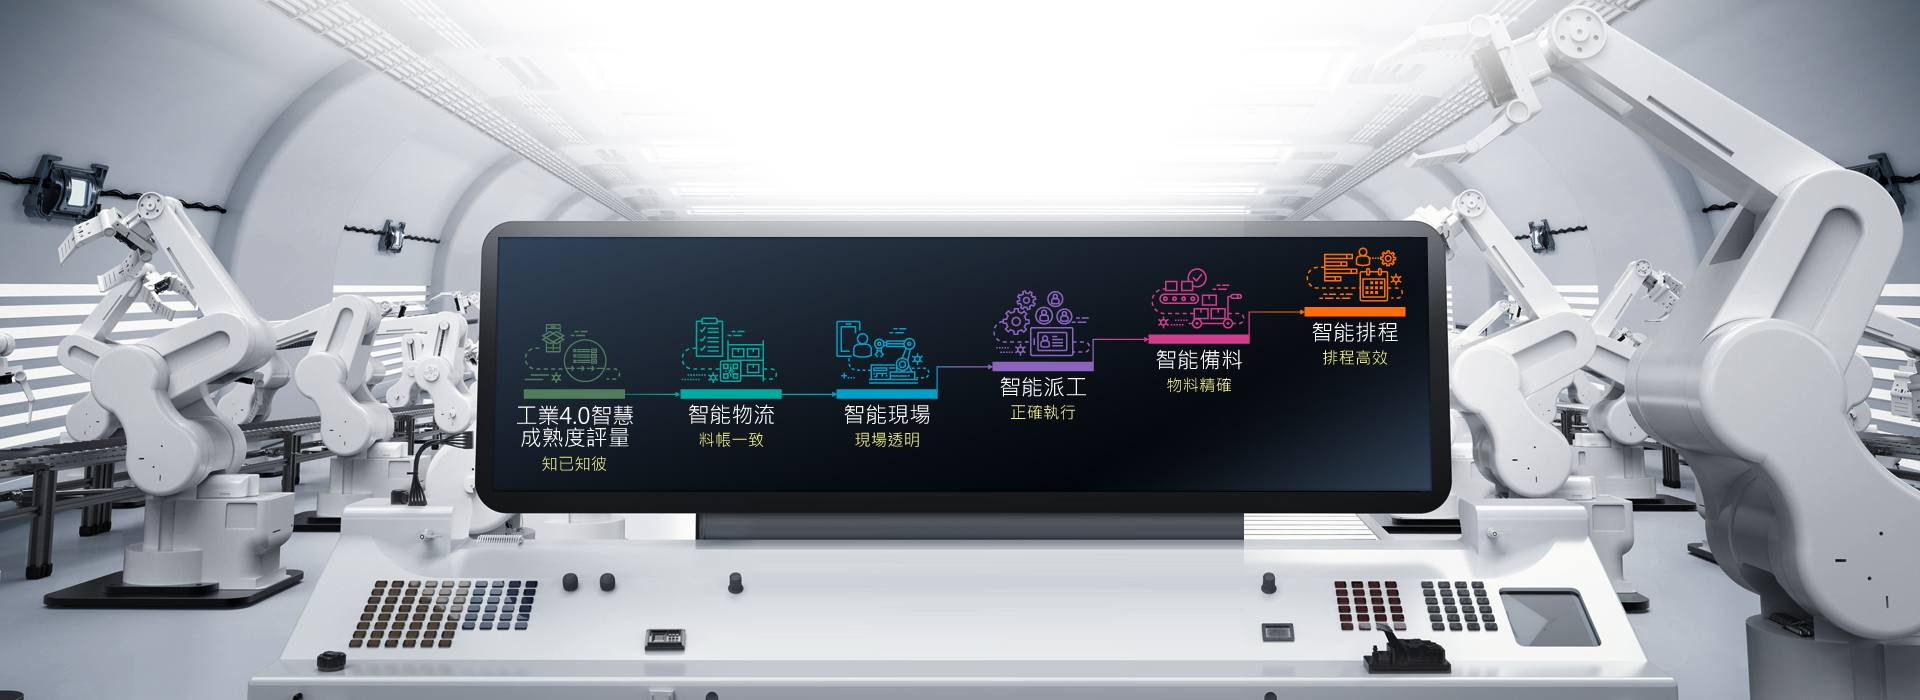 工業4.0智慧
成熟度評量
知已知彼
智能物流
料帳一致
智能現場
現場透明
智能派工
正確執行
智能備料
物料精確
智能排程
排程高效